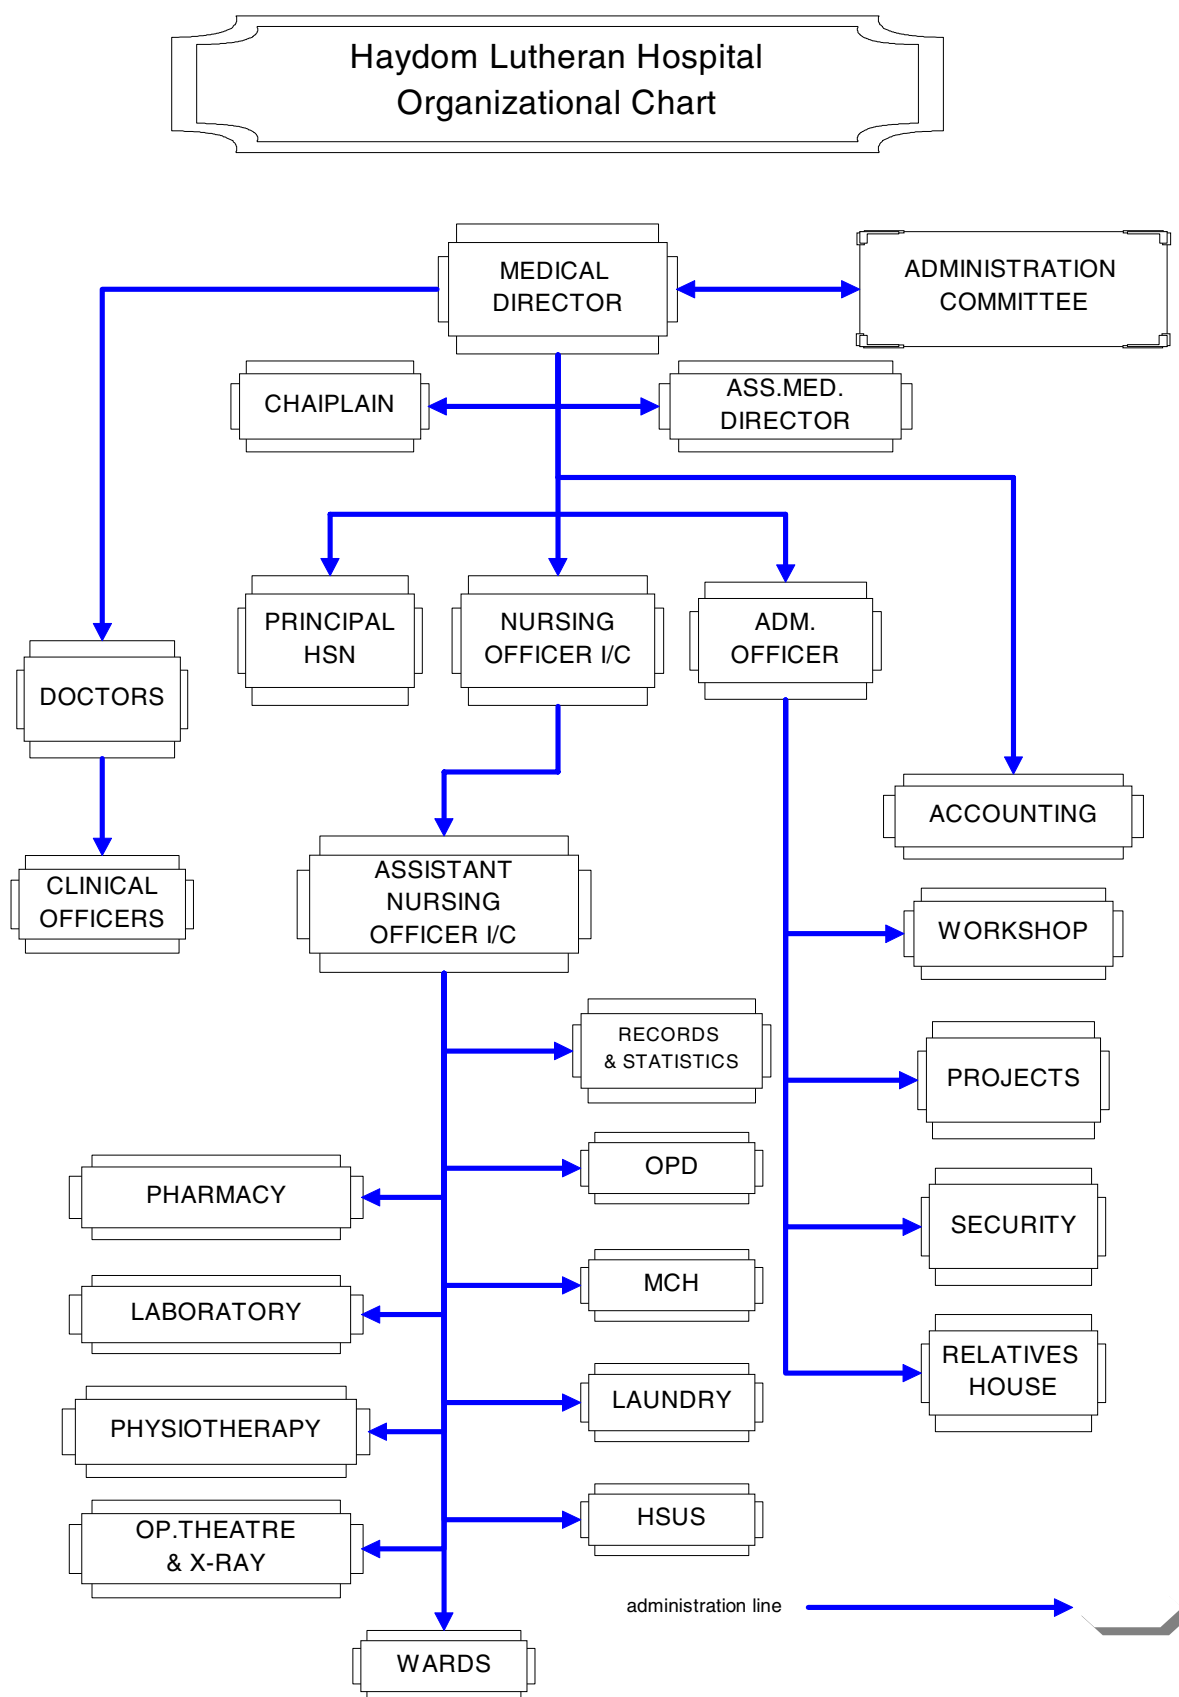 Haydom Lutheran Hospital
Organizational Chart
MEDICAL
DIRECTOR
ADMINISTRATION
COMMITTEE
CHAIPLAIN
ASS.MED.
DIRECTOR
PRINCIPAL
HSN
NURSING
OFFICER I/C
ADM.
OFFICER
DOCTORS
ACCOUNTING
CLINICAL
OFFICERS
ASSISTANT
NURSING
OFFICER I/C
WORKSHOP
RECORDS
& STATISTICS
PROJECTS
OPD
PHARMACY
SECURITY
MCH
LABORATORY
RELATIVES
HOUSE
LAUNDRY
PHYSIOTHERAPY
HSUS
OP.THEATRE
& X-RAY
administration line
WARDS